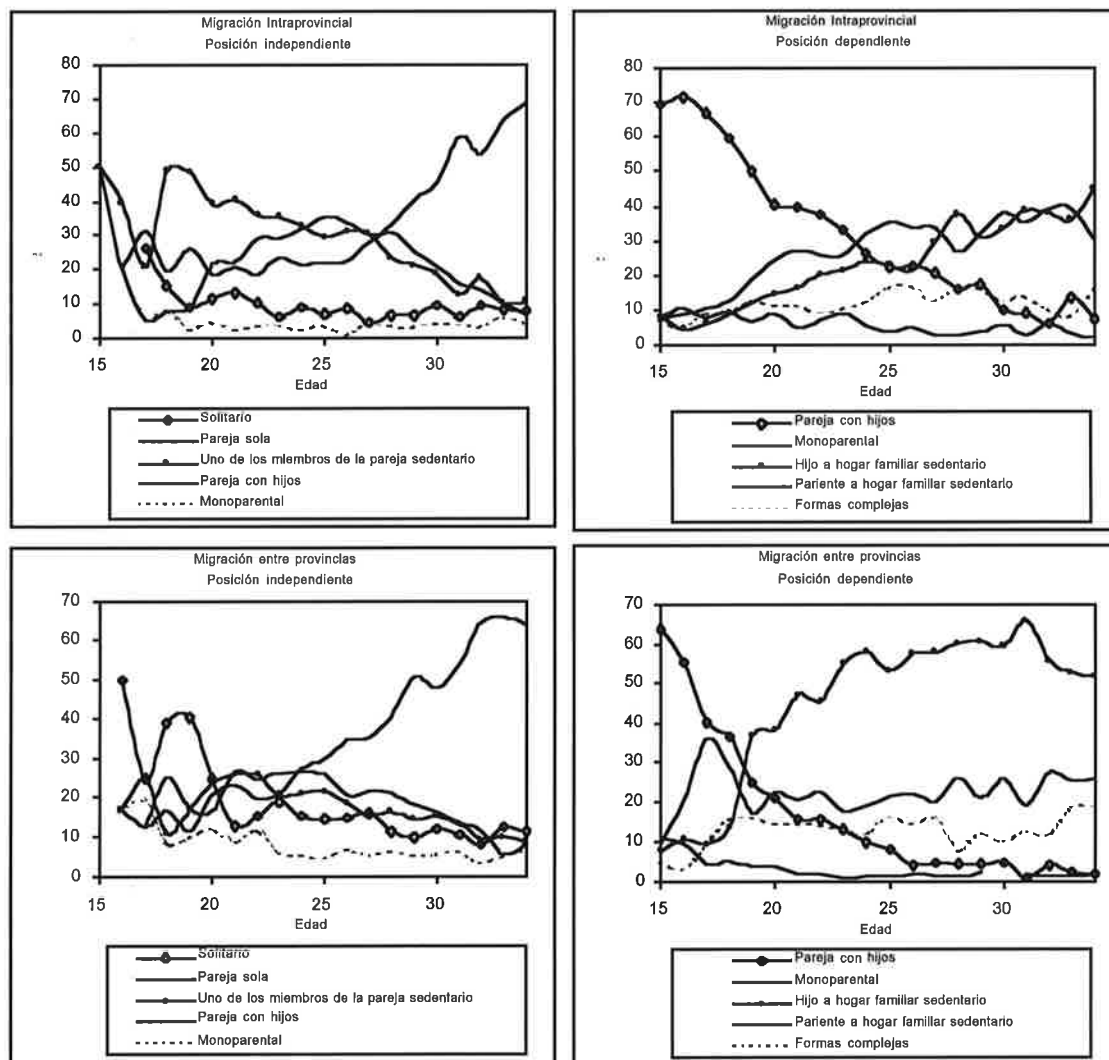 Migración Intraprovincial
Posición independiente
80
70
60
50
40
30
20
10
0
15 20 25 30
Edad
Solitario
Pareja sola
Uno de los miembros de la pareja sedentario
Pareja con hijos
Monoparental
Migración Intraprovincial
Posición dependiente
80
70
60
50
40
30
20
10
0
15 20 25 30
Edad
Pareja con hijos
Monoparental
Hijo a hogar familiar sedentario
Pariente a hogar familiar sedentario
Formas complejas
Migración entre provincias
Posición independiente
70
60
50
40
30
20
10
0
15 20 25 30
Edad
Solitario
Pareja sola
Uno de los miembros de la pareja sedentario
Pareja con hijos
Monoparental
Migración entre provincias
Posición dependiente
70
60
50
40
30
20
10
0
15 20 25 30
Edad
Pareja con hijos
Monoparental
Hijo a hogar familiar sedentario
Pariente a hogar familiar sedentario
Formas complejas